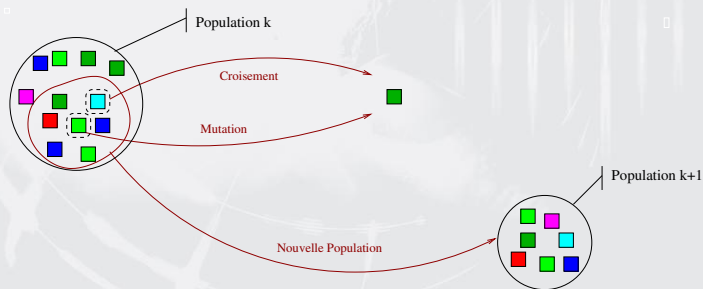 Population k
Croisement
Mutation
Population k+1
Nouvelle Population